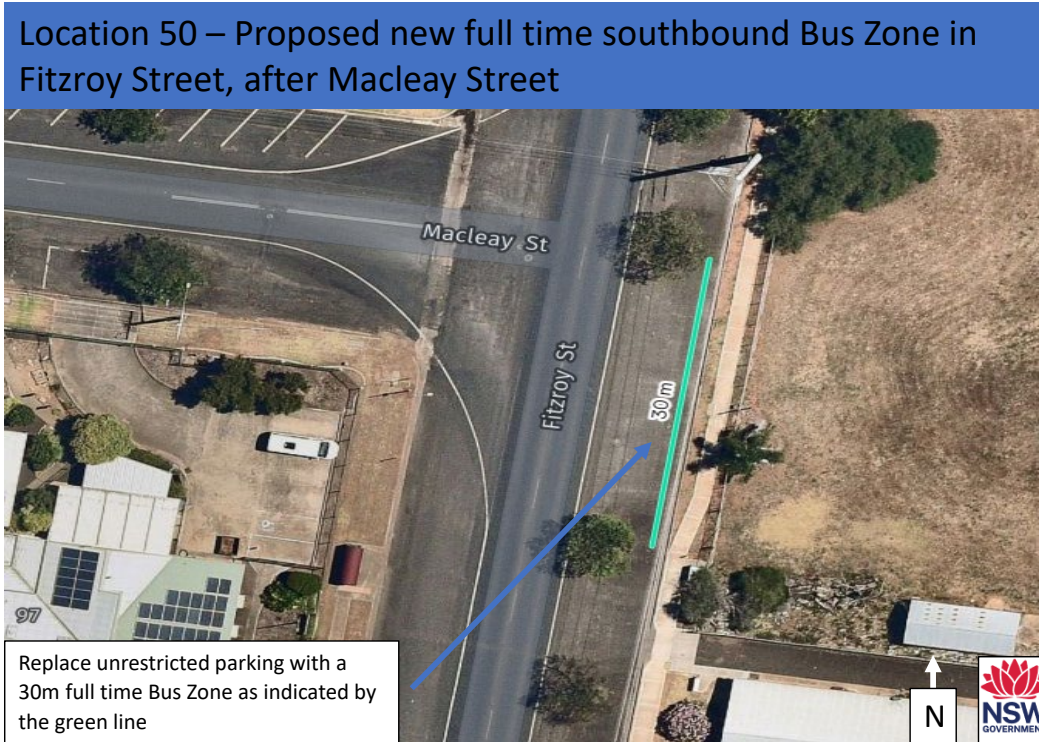 Location 50 – Proposed new full time southbound Bus Zone in
Fitzroy Street, after Macleay Street
Macleay St
Fitzroy St
30 m
97
Replace unrestricted parking with a
30m full time Bus Zone as indicated by
the green line
N
NSW
GOVERNMENT